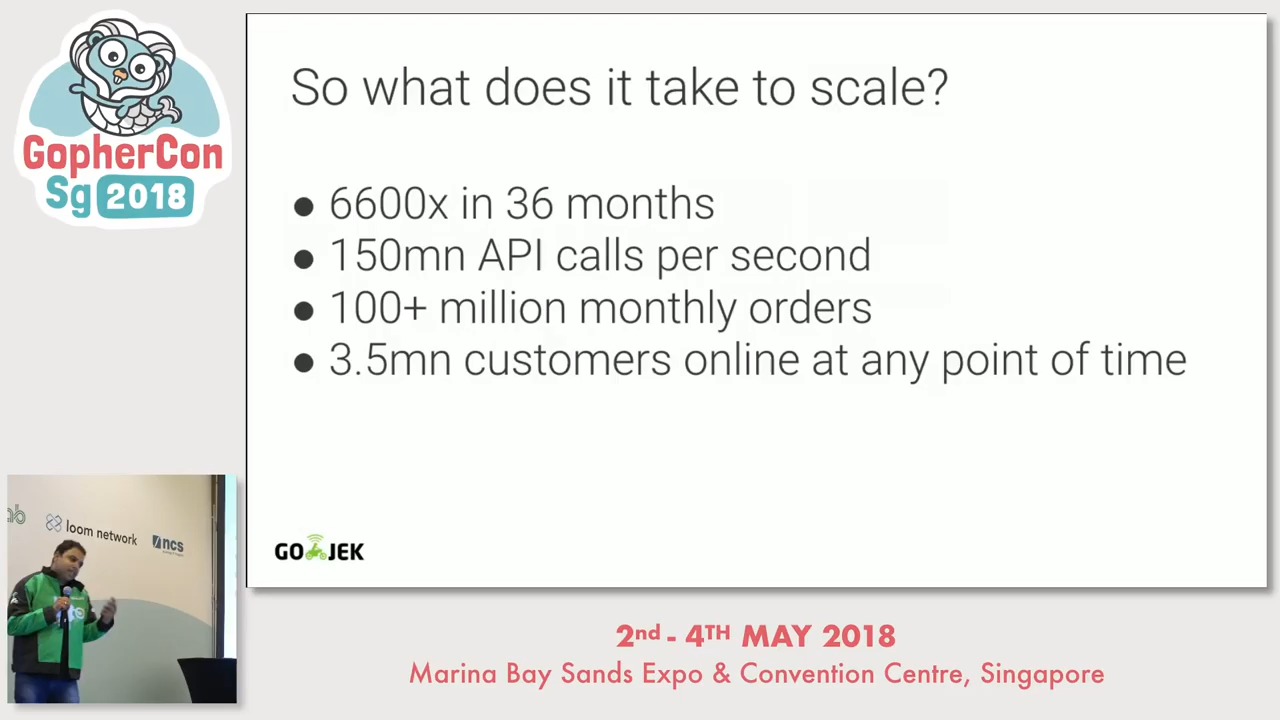 GopherCon
Sg 2018
So what does it take to scale?
● 6600x in 36 months
● 150mn API calls per second
● 100+ million monthly orders
● 3.5mn customers online at any point of time
GO JEK
ab
loom network
ncs
2nd - 4TH MAY 2018
Marina Bay Sands Expo & Convention Centre, Singapore